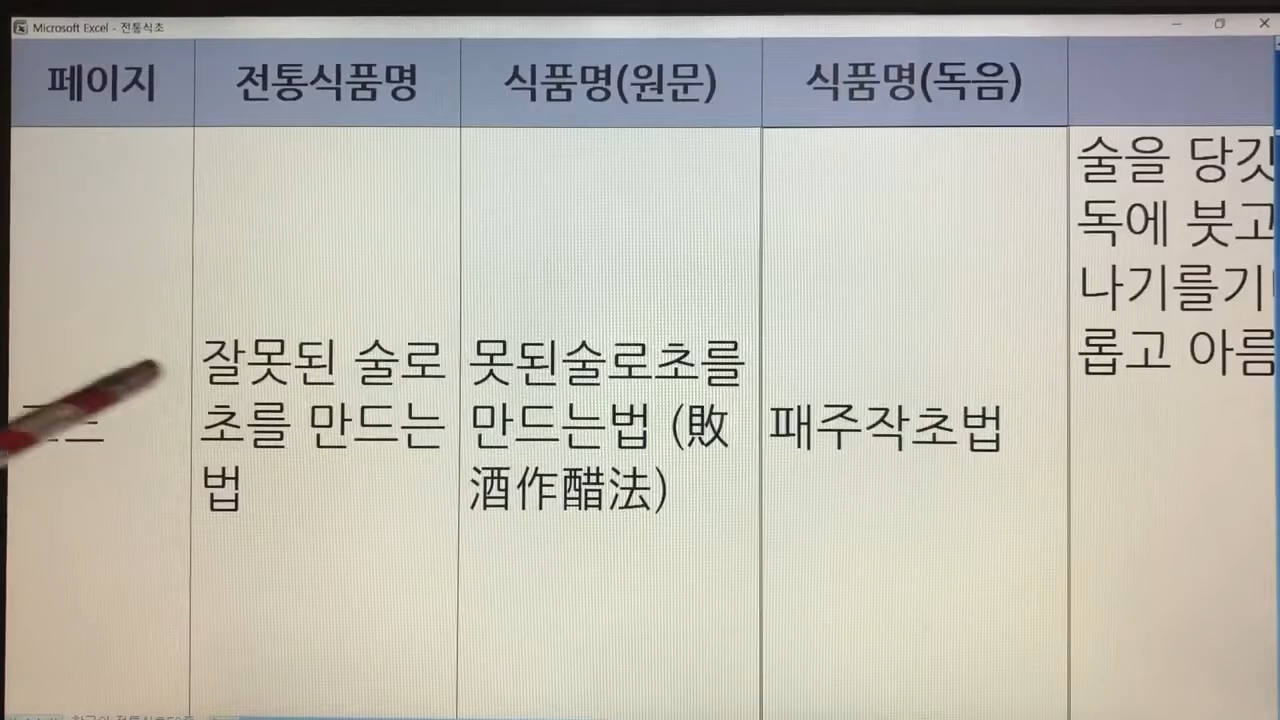 Microsoft Excel - 전통식초
페이지
전통식품명
식품명(원문)
식품명(독음)
잘못된 술로
초를 만드는
법
못된술로초를
만드는법 (敗
酒作醋法)
패주작초법
술을 당깃
독에 붓고
나기를기
롭고 아름